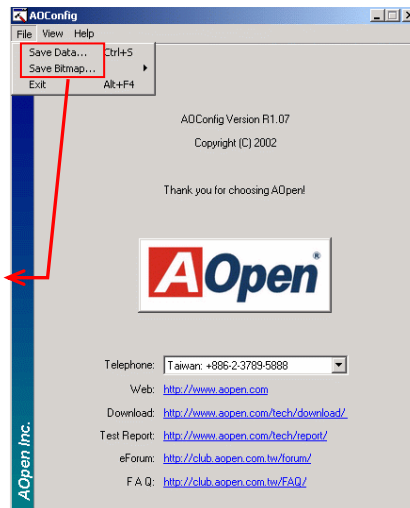 AOConfig
File View Help
Save Data... Ctrl+S
Save Bitmap...
Exit Alt+F4
AOConfig Version R1.07
Copyright (C) 2002
Thank you for choosing AOpen!
AOpen®
Telephone: Taiwan: +886-2-3789-5888
Web: http://www.aopen.com
Download: http://www.aopen.com/tech/download/
Test Report: http://www.aopen.com/tech/report/
eForum: http://club.aopen.com.tw/forum/
F A Q: http://club.aopen.com.tw/FAQ/
AOpen Inc.